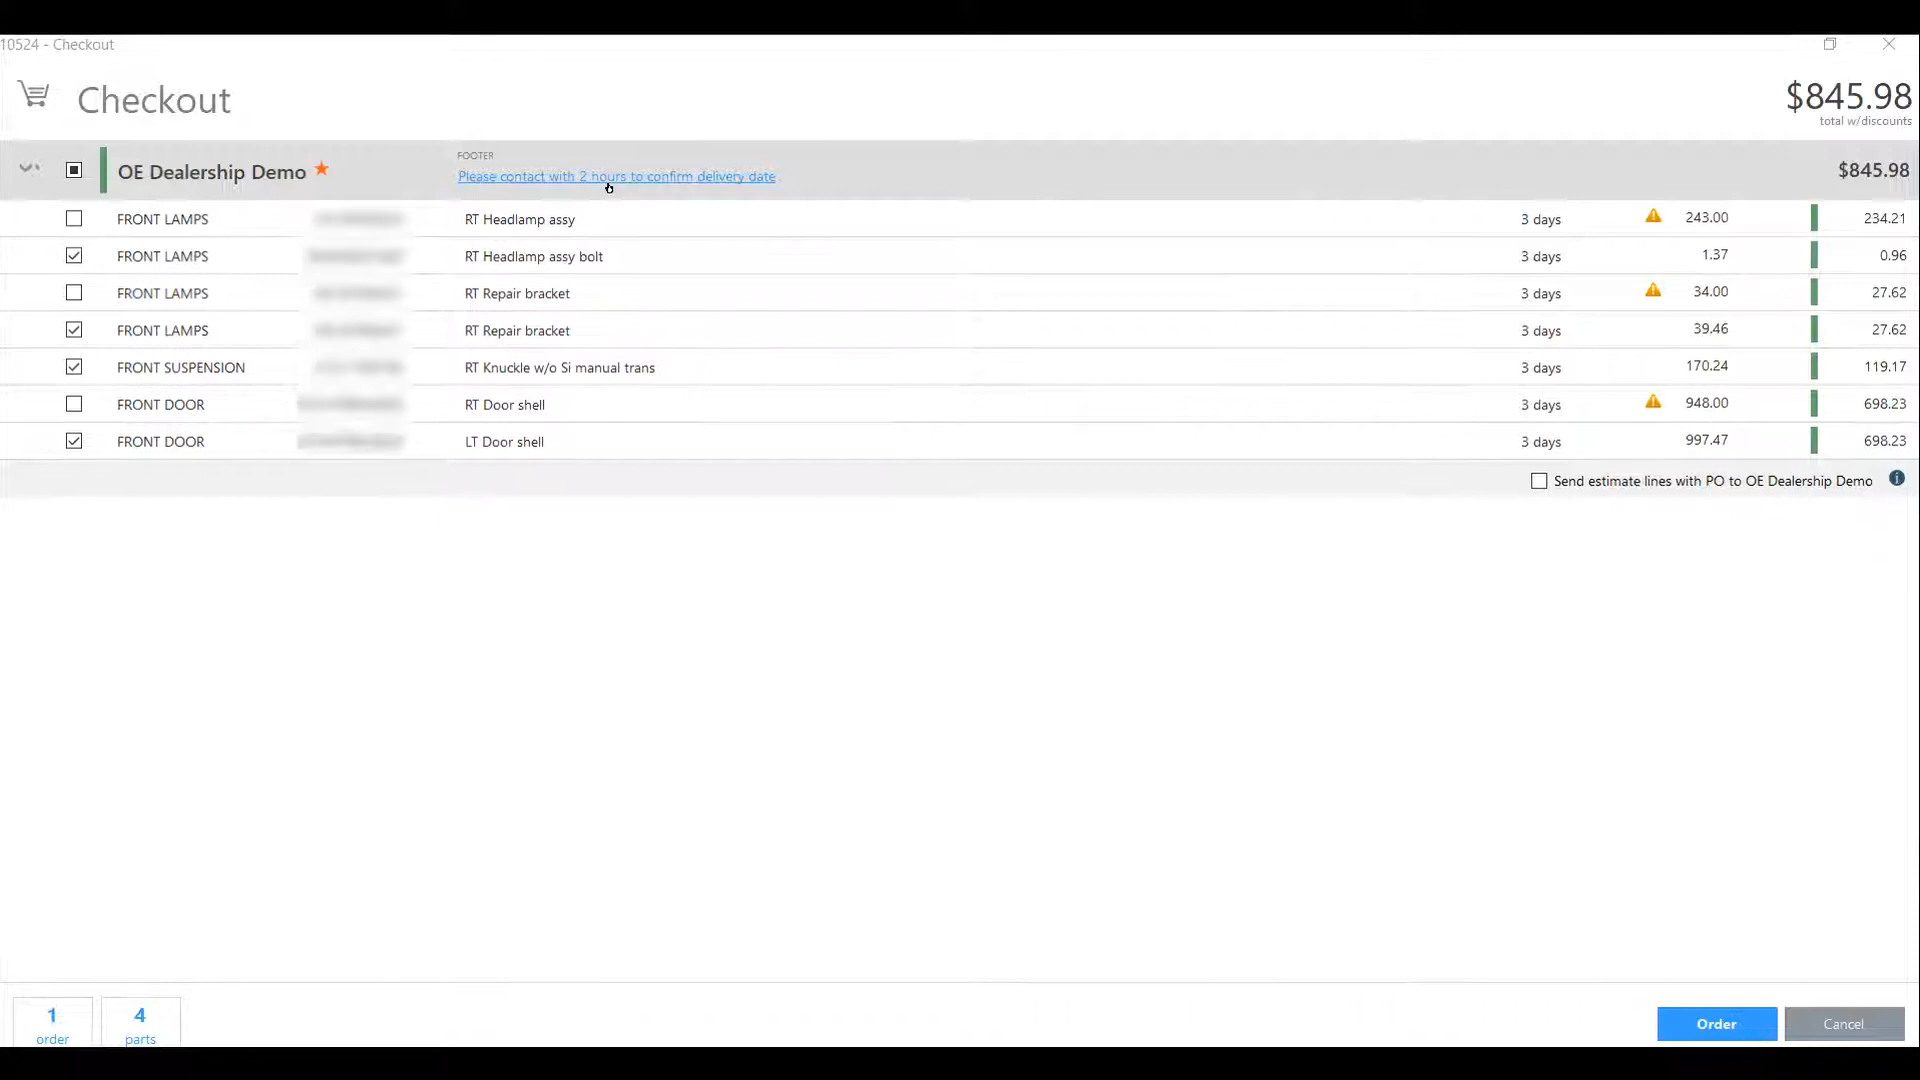 10524 - Checkout
Checkout
$845.98
total w/discounts
OE Dealership Demo
FOOTER
Please contact with 2 hours to confirm delivery date
$845.98
FRONT LAMPS RT Headlamp assy 3 days 243.00 234.21
FRONT LAMPS RT Headlamp assy bolt 3 days 1.37 0.96
FRONT LAMPS RT Repair bracket 3 days 34.00 27.62
FRONT LAMPS RT Repair bracket 3 days 39.46 27.62
FRONT SUSPENSION RT Knuckle w/o Si manual trans 3 days 170.24 119.17
FRONT DOOR RT Door shell 3 days 948.00 698.23
FRONT DOOR LT Door shell 3 days 997.47 698.23
Send estimate lines with PO to OE Dealership Demo
1 order
4 parts
Order
Cancel